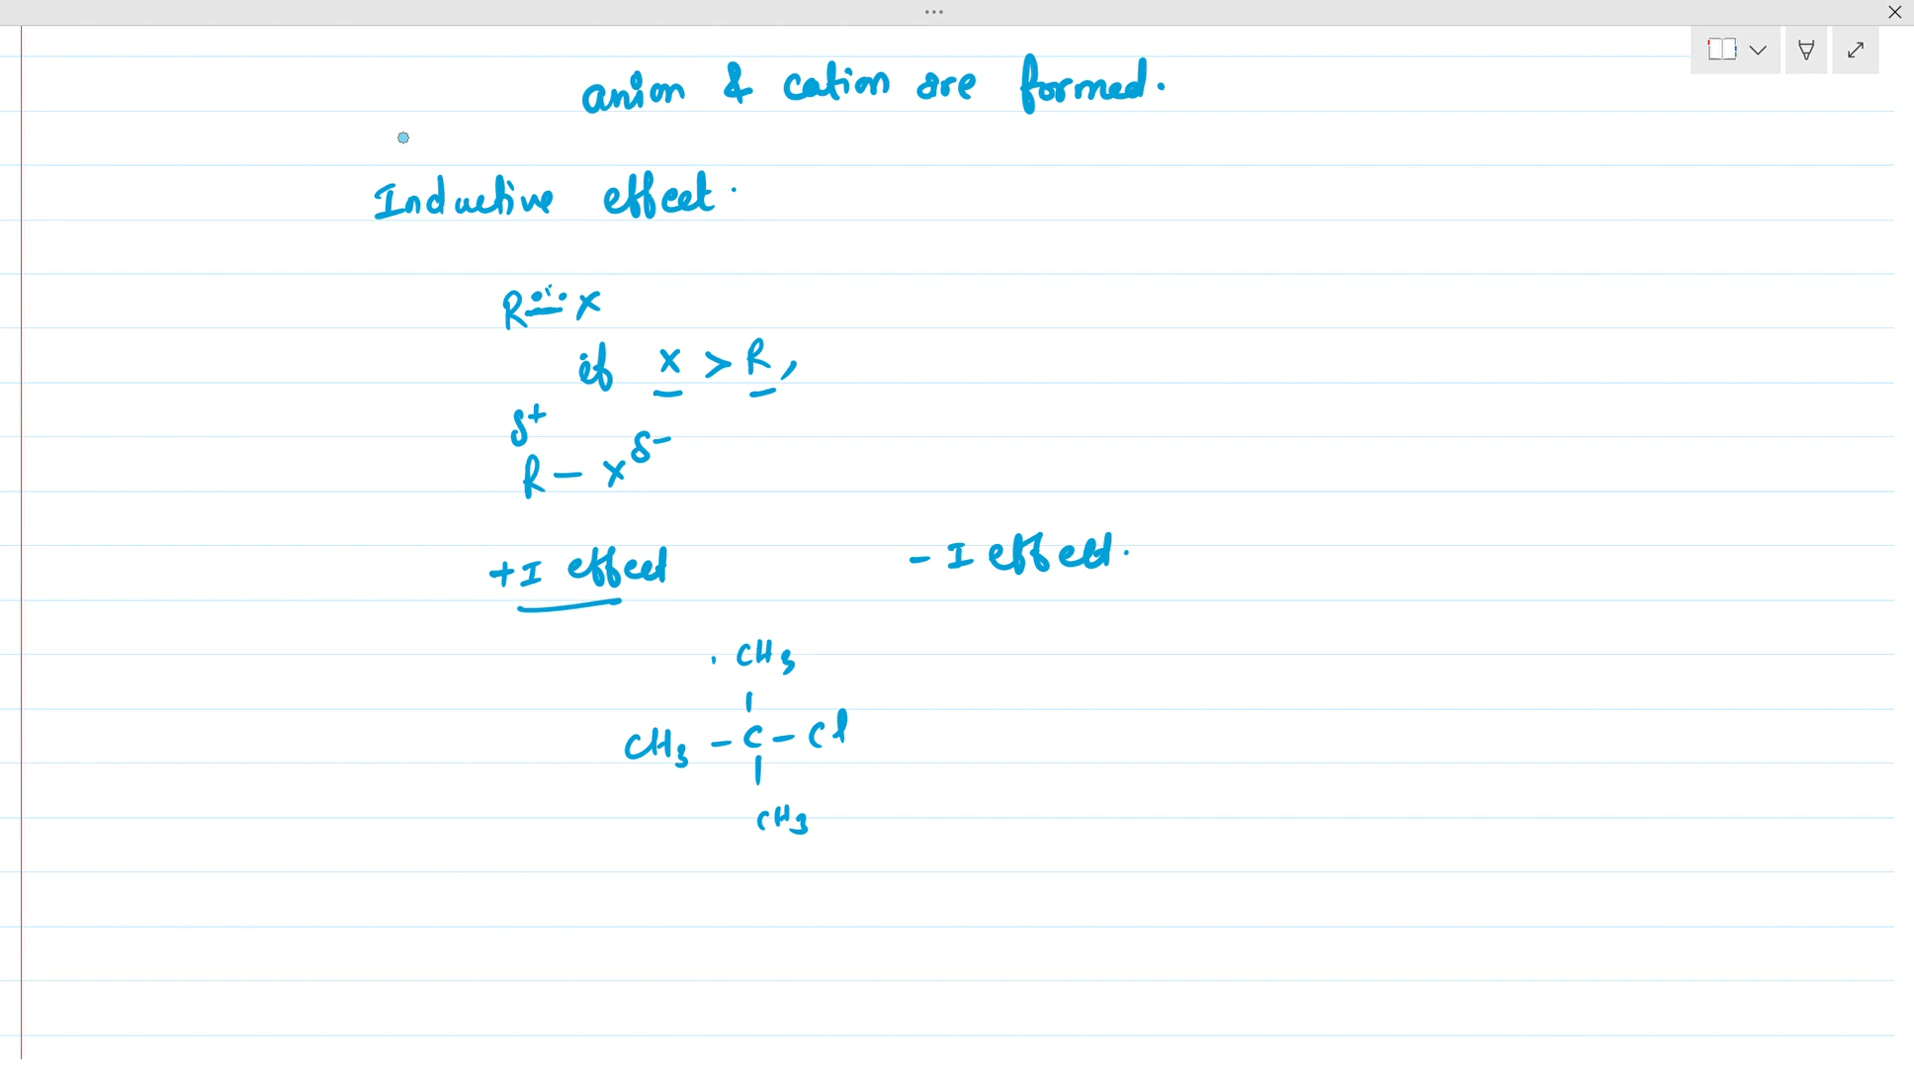 anion & cation are formed.
Inductive effect.
R — X
if X > R,
δ+
R — X δ-
+I effect
- I effect.
CH3
CH3 - C - Cl
CH3